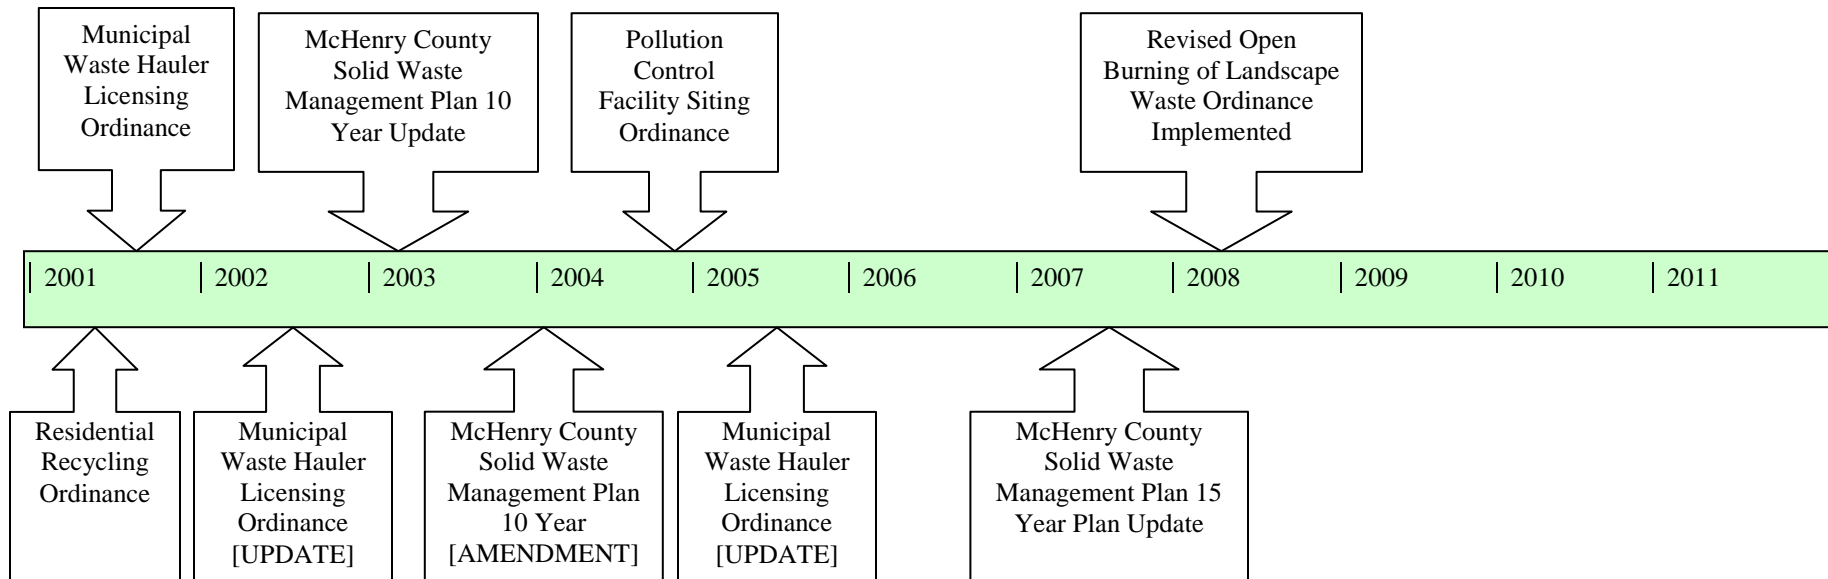 Municipal
Waste Hauler
Licensing
Ordinance
McHenry County
Solid Waste
Management Plan 10
Year Update
Pollution
Control
Facility Siting
Ordinance
Revised Open
Burning of Landscape
Waste Ordinance
Implemented
2001 2002 2003 2004 2005 2006 2007 2008 2009 2010 2011
Residential
Recycling
Ordinance
Municipal
Waste Hauler
Licensing
Ordinance
[UPDATE]
McHenry County
Solid Waste
Management Plan
10 Year
[AMENDMENT]
Municipal
Waste Hauler
Licensing
Ordinance
[UPDATE]
McHenry County
Solid Waste
Management Plan 15
Year Plan Update